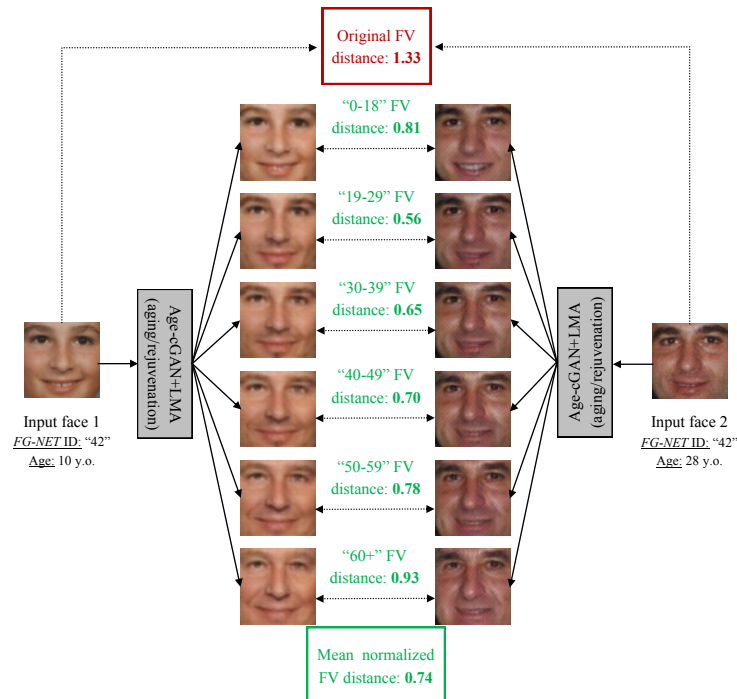 Original FV
distance: 1.33
"0-18" FV
distance: 0.81
"19-29" FV
distance: 0.56
"30-39" FV
distance: 0.65
"40-49" FV
distance: 0.70
"50-59" FV
distance: 0.78
"60+" FV
distance: 0.93
Mean normalized
FV distance: 0.74
Age-cGAN+LMA
(aging/rejuvenation)
Input face 1
FG-NET ID: "42"
Age: 10 y.o.
Age-cGAN+LMA
(aging/rejuvenation)
Input face 2
FG-NET ID: "42"
Age: 28 y.o.